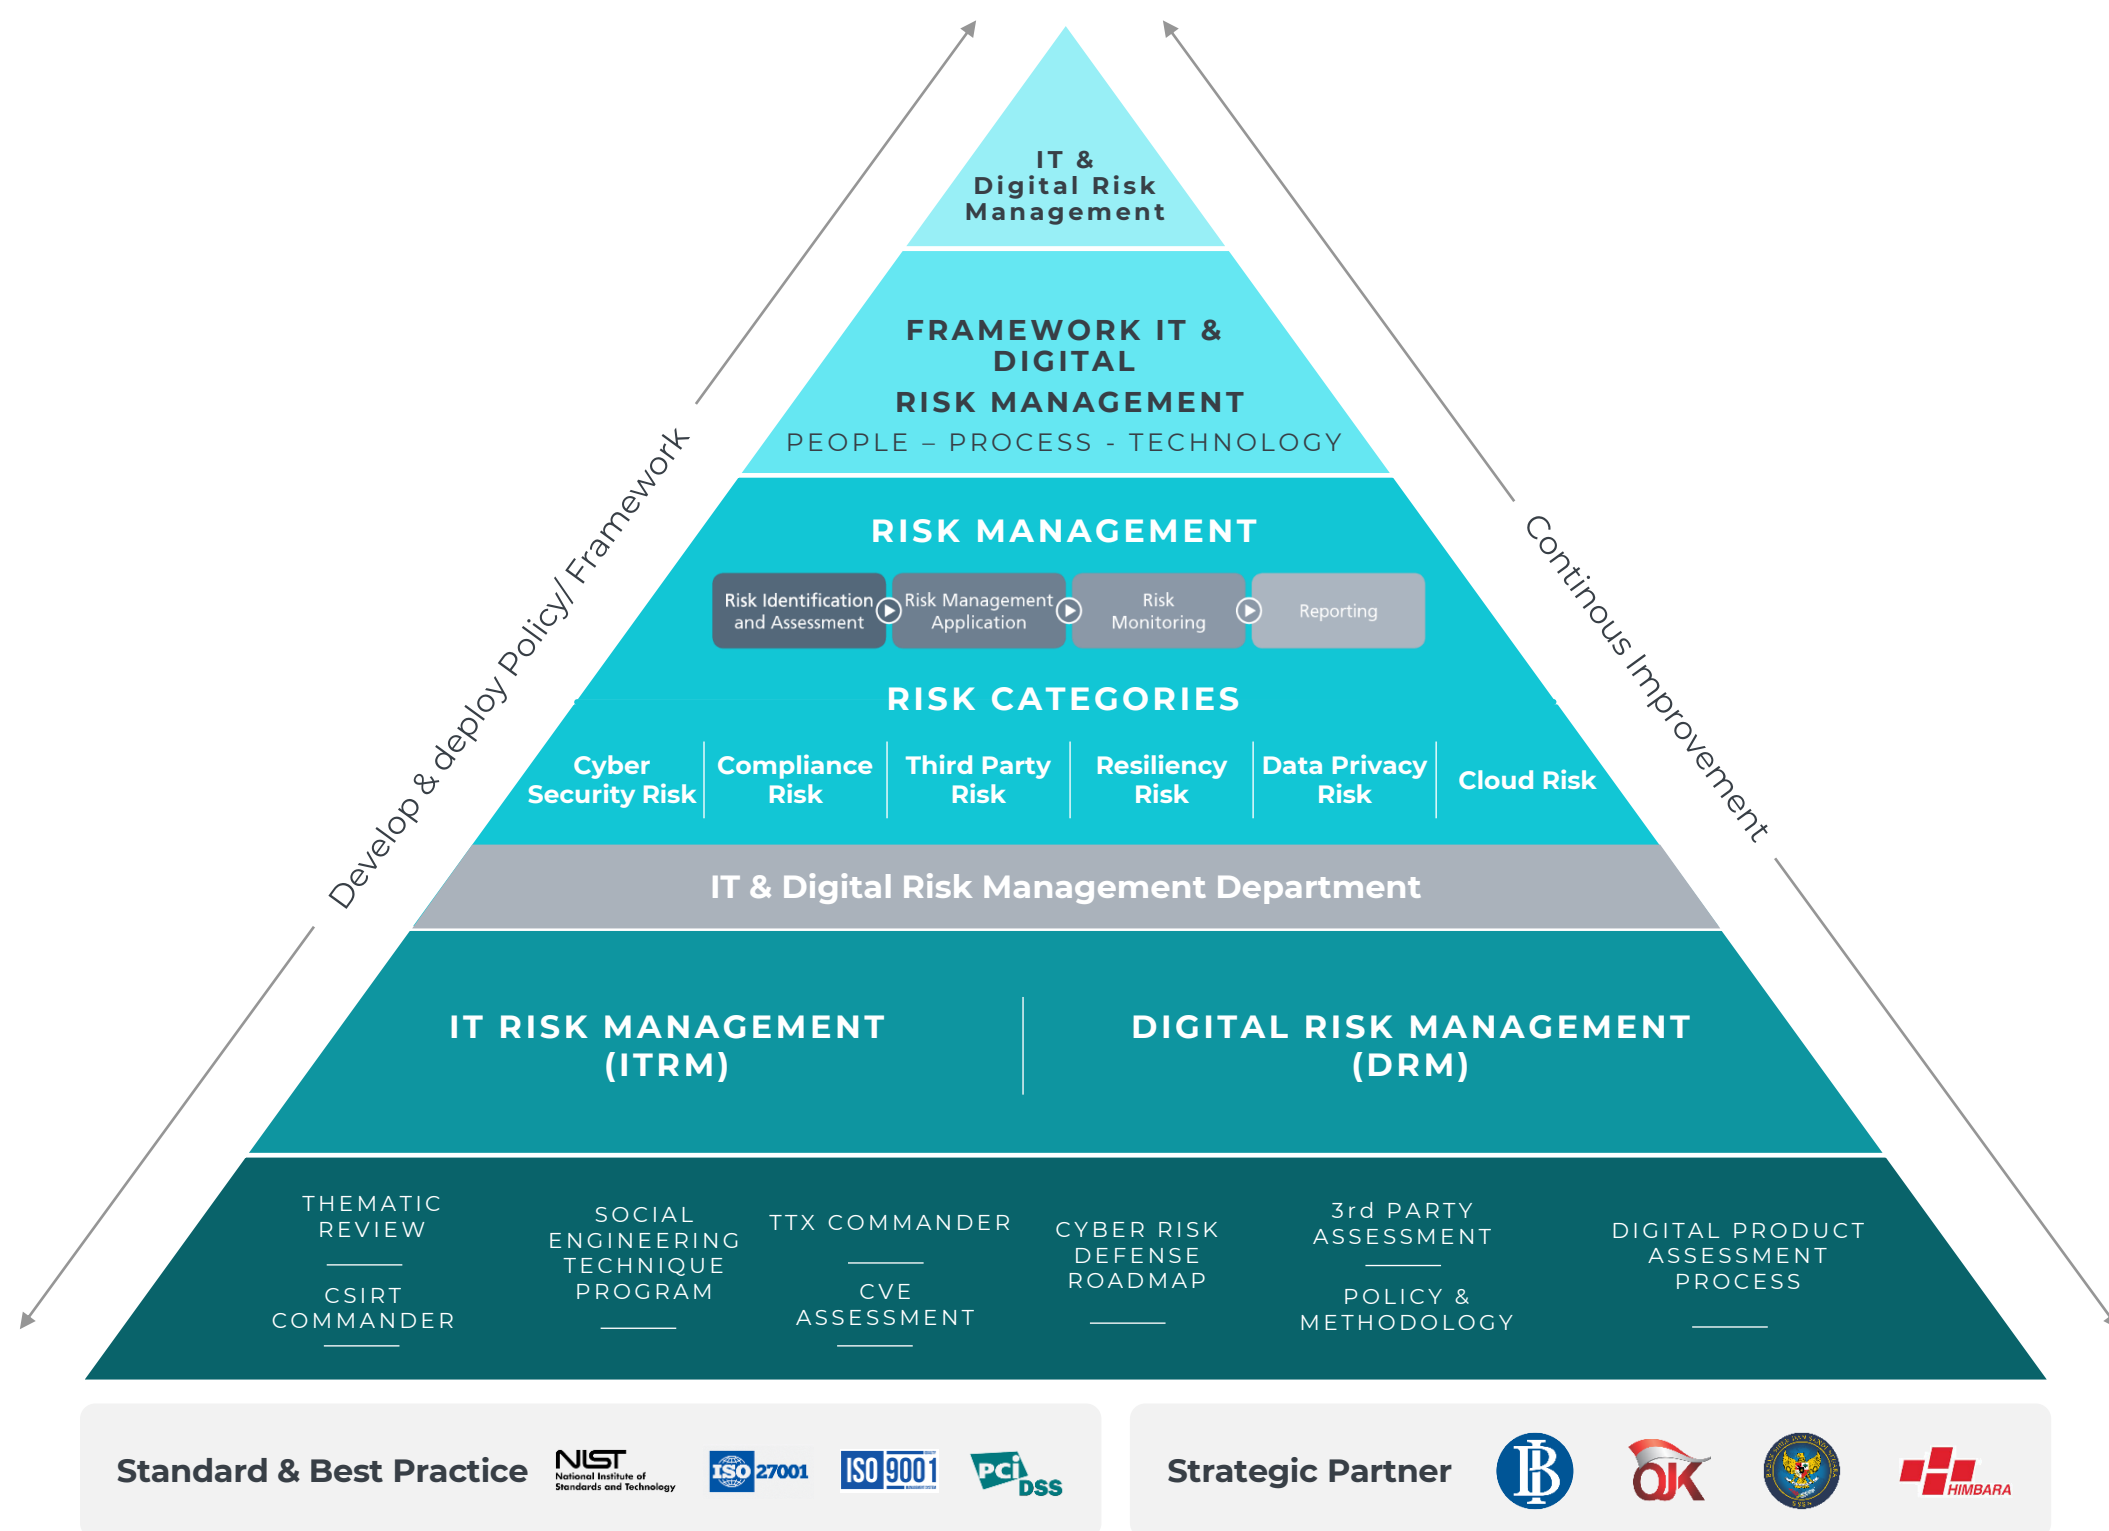 IT &
Digital Risk
Management
FRAMEWORK IT &
DIGITAL
RISK MANAGEMENT
PEOPLE – PROCESS - TECHNOLOGY
Develop & deploy Policy/ Framework
Continous Improvement
RISK MANAGEMENT
Risk Identification
and Assessment
Risk Management
Application
Risk
Monitoring
Reporting
RISK CATEGORIES
Cyber
Security Risk
Compliance
Risk
Third Party
Risk
Resiliency
Risk
Data Privacy
Risk
Cloud Risk
IT & Digital Risk Management Department
IT RISK MANAGEMENT
(ITRM)
DIGITAL RISK MANAGEMENT
(DRM)
THEMATIC
REVIEW
CSIRT
COMMANDER
SOCIAL
ENGINEERING
TECHNIQUE
PROGRAM
TTX COMMANDER
CVE
ASSESSMENT
CYBER RISK
DEFENSE
ROADMAP
3rd PARTY
ASSESSMENT
POLICY &
METHODOLOGY
DIGITAL PRODUCT
ASSESSMENT
PROCESS
Standard & Best Practice
NIST
National Institute of
Standards and Technology
ISO 27001
ISO 9001
PCI
DSS
Strategic Partner
BI
OJK
HIMBARA